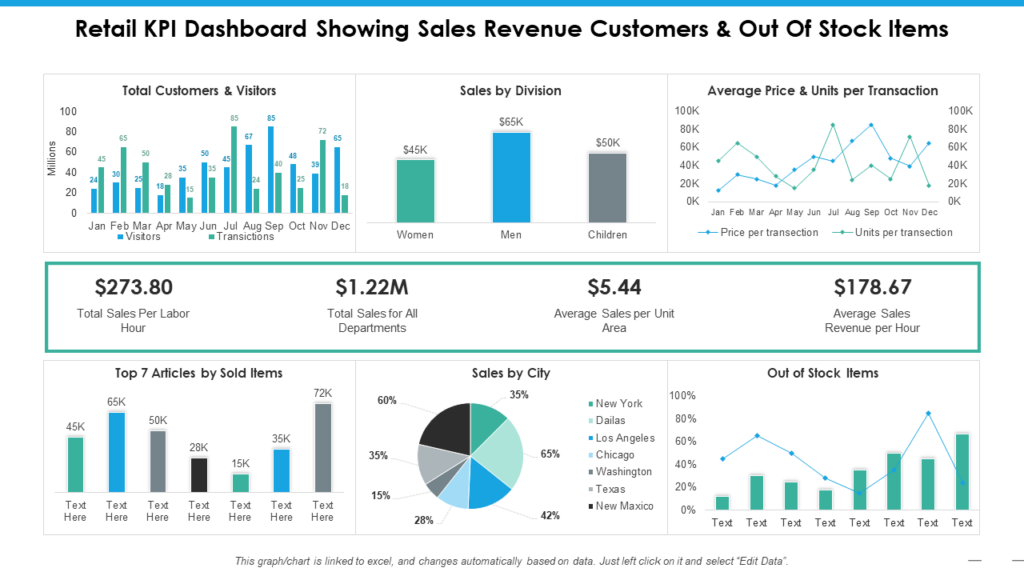 Retail KPI Dashboard Showing Sales Revenue Customers & Out Of Stock Items
Total Customers & Visitors
100
80
60
40
20
0
Millions
24 45 30 65 25 50 18 28 35 15 50 35 45 85 67 24 85 40 48 25 39 72 65 18
Jan Feb Mar Apr May Jun Jul Aug Sep Oct Nov Dec
Visitors Transictions
Sales by Division
$45K $65K $50K
Women Men Children
Average Price & Units per Transaction
100K 100K
80K 80K
60K 60K
40K 40K
20K 20K
0K 0K
Jan Feb Mar Apr May Jun Jul Aug Sep Oct Nov Dec
Price per transection Units per transection
$273.80
Total Sales Per Labor
Hour
$1.22M
Total Sales for All
Departments
$5.44
Average Sales per Unit
Area
$178.67
Average Sales
Revenue per Hour
Top 7 Articles by Sold Items
45K 65K 50K 28K 15K 35K 72K
Text Text Text Text Text Text Text
Here Here Here Here Here Here Here
Sales by City
35%
65%
42%
28%
15%
35%
60%
New York
Dailas
Los Angeles
Chicago
Washington
Texas
New Maxico
Out of Stock Items
100%
80%
60%
40%
20%
0%
Text Text Text Text Text Text Text Text
This graph/chart is linked to excel, and changes automatically based on data. Just left click on it and select “Edit Data”.